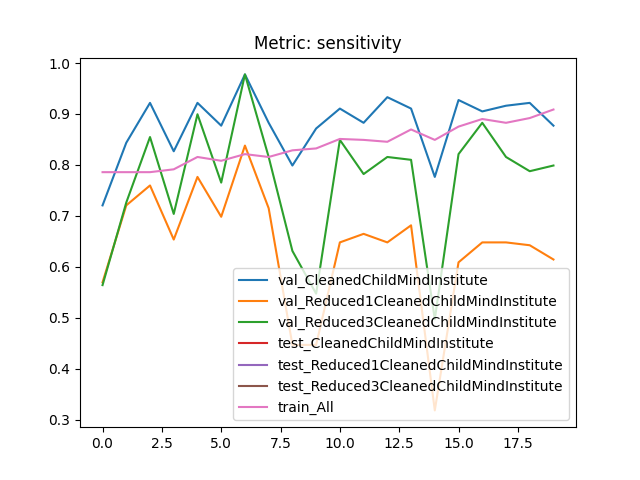 Metric: sensitivity
1.0
0.9
0.8
0.7
0.6
0.5
0.4
0.3
val_CleanedChildMindInstitute
val_Reduced1CleanedChildMindInstitute
val_Reduced3CleanedChildMindInstitute
test_CleanedChildMindInstitute
test_Reduced1CleanedChildMindInstitute
test_Reduced3CleanedChildMindInstitute
train_All
0.0 2.5 5.0 7.5 10.0 12.5 15.0 17.5